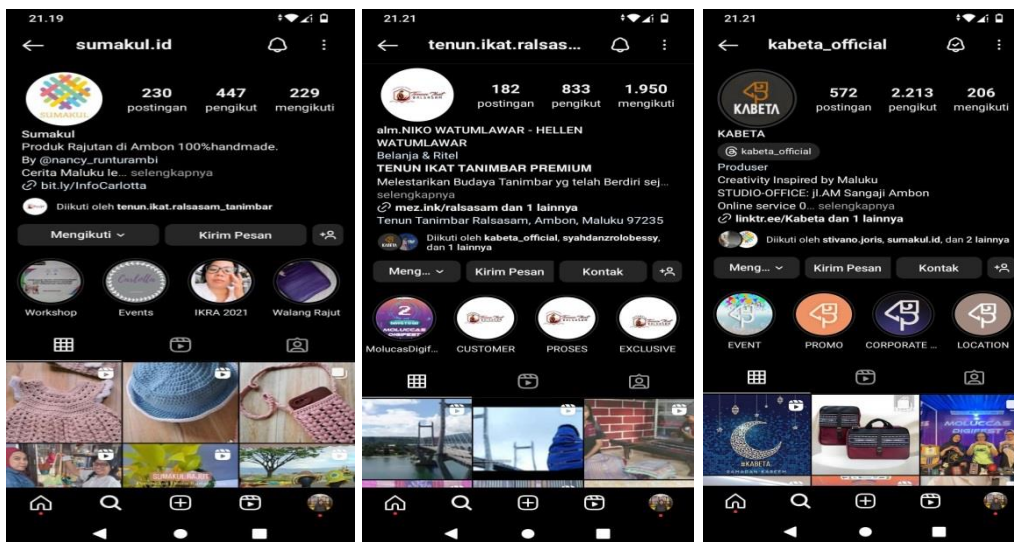 21.19
sumakul.id
SUMAKUL
230 447 229
postingan pengikut mengikuti
Sumakul
Produk Rajutan di Ambon 100%handmade.
By @nancy_runturambi
Cerita Maluku le... selengkapnya
bit.ly/InfoCarlotta
Diikuti oleh tenun.ikat.ralsasam_tanimbar
Mengikuti Kirim Pesan
Workshop Events IKRA 2021 Walang Rajut
21.21
tenun.ikat.ralsas...
182 833 1.950
postingan pengikut mengikuti
alm.NIKO WATUMLAWAR - HELLEN
WATUMLAWAR
Belanja & Ritel
TENUN IKAT TANIMBAR PREMIUM
Melestarikan Budaya Tanimbar yg telah Berdiri sej...
selengkapnya
mez.ink/ralsasam dan 1 lainnya
Tenun Tanimbar Ralsasam, Ambon, Maluku 97235
Diikuti oleh kabeta_official, syahdanzrolobessy,
dan 1 lainnya
Meng... Kirim Pesan Kontak
2
MOLUCCAS
DIGIFEST
MolucasDigif... CUSTOMER PROSES EXCLUSIVE
21.21
kabeta_official
KABETA
572 2.213 206
postingan pengikut mengikuti
KABETA
kabeta_official
Produser
Creativity Inspired by Maluku
STUDIO-OFFICE: jl.AM Sangaji Ambon
Online service 0... selengkapnya
linktr.ee/Kabeta dan 1 lainnya
Diikuti oleh stivano.joris, sumakul.id, dan 2 lainnya
Meng... Kirim Pesan Kontak
EVENT PROMO CORPORATE ... LOCATION
#KABETA
MOLUCCAS
DIGIFEST